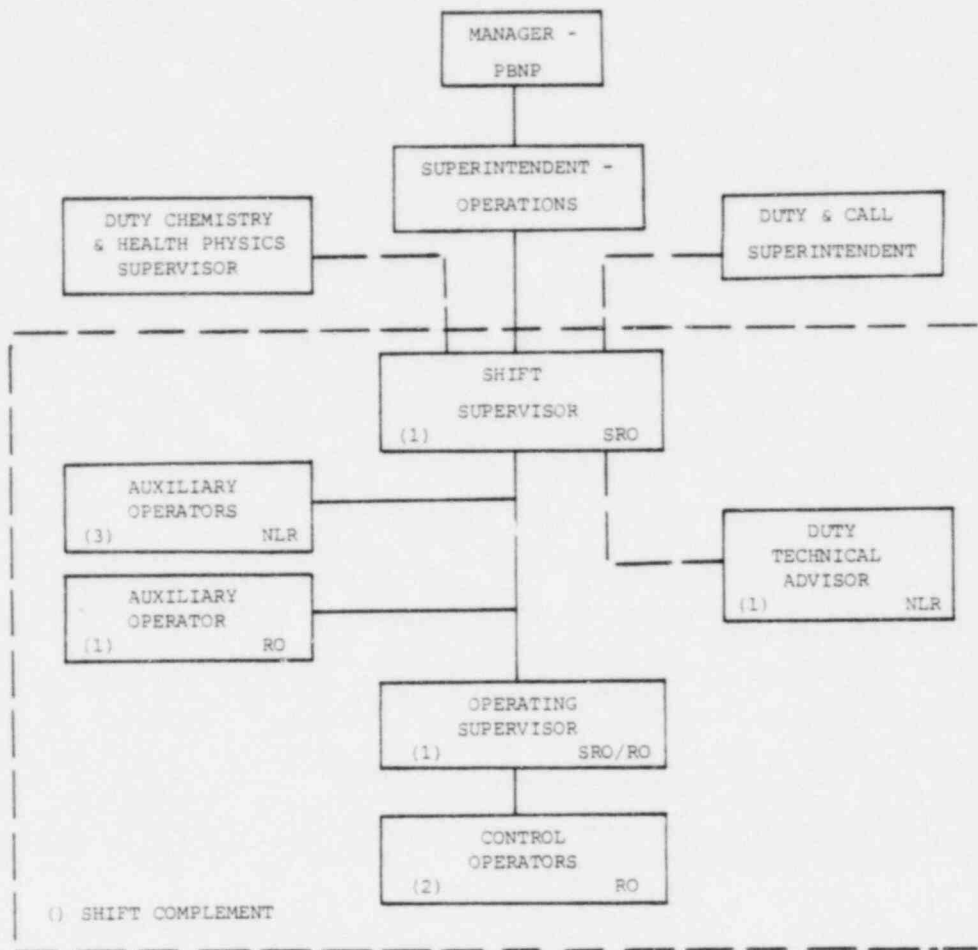 MANAGER -
PBNP
SUPERINTENDENT -
OPERATIONS
DUTY CHEMISTRY
& HEALTH PHYSICS
SUPERVISOR
DUTY & CALL
SUPERINTENDENT
SHIFT
SUPERVISOR
(1) SRO
AUXILIARY
OPERATORS
(3) NLR
DUTY
TECHNICAL
ADVISOR
(1) NLR
AUXILIARY
OPERATOR
(1) RO
OPERATING
SUPERVISOR
(1) SRO/RO
CONTROL
OPERATORS
(2) RO
() SHIFT COMPLEMENT